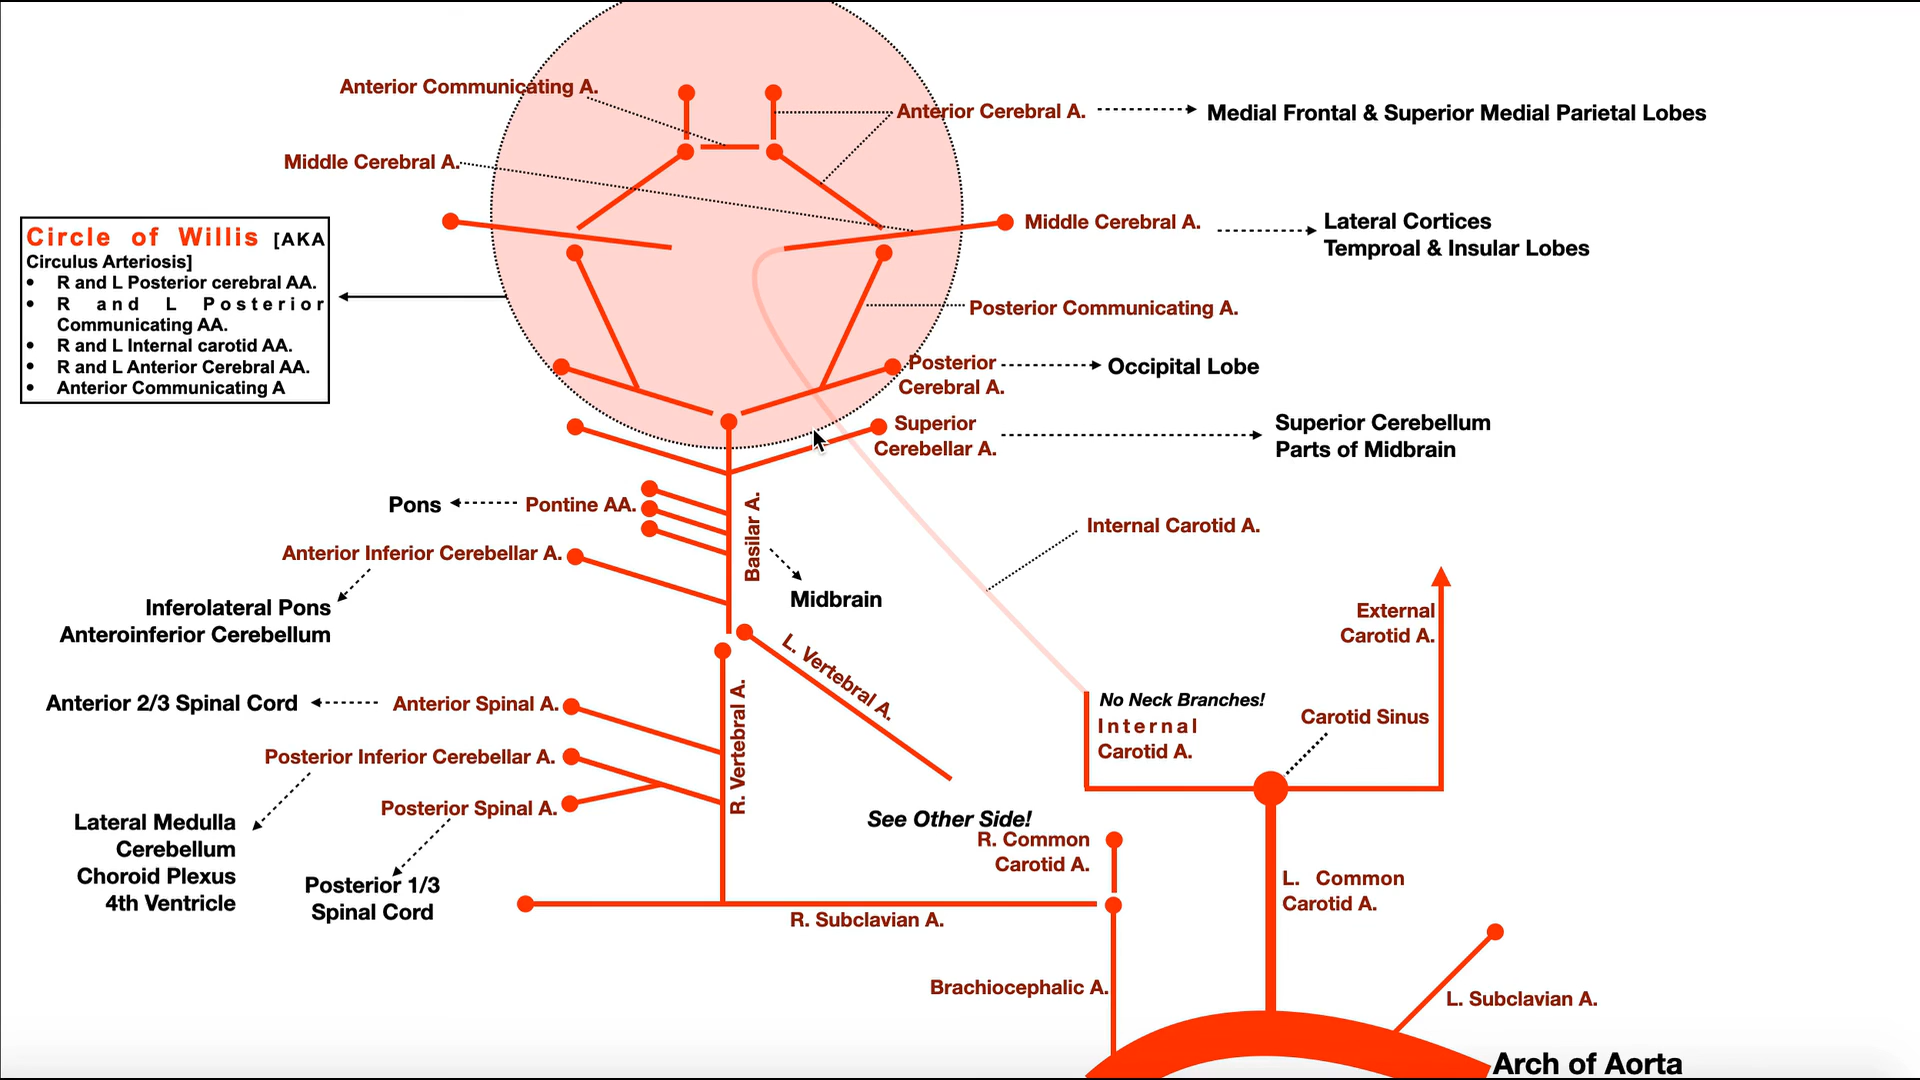 Anterior Communicating A.
Anterior Cerebral A.
Medial Frontal & Superior Medial Parietal Lobes
Middle Cerebral A.
Middle Cerebral A.
Lateral Cortices
Temproal & Insular Lobes
Circle of Willis [AKA
Circulus Arteriosis]
• R and L Posterior cerebral AA.
• R and L Posterior
Communicating AA.
• R and L Internal carotid AA.
• R and L Anterior Cerebral AA.
• Anterior Communicating A
Posterior Communicating A.
Posterior
Cerebral A.
Occipital Lobe
Superior
Cerebellar A.
Superior Cerebellum
Parts of Midbrain
Pons
Pontine AA.
Basilar A.
Internal Carotid A.
Anterior Inferior Cerebellar A.
Midbrain
Inferolateral Pons
Anteroinferior Cerebellum
External
Carotid A.
L. Vertebral A.
Anterior 2/3 Spinal Cord
Anterior Spinal A.
R. Vertebral A.
No Neck Branches!
Internal
Carotid A.
Carotid Sinus
Posterior Inferior Cerebellar A.
Posterior Spinal A.
Lateral Medulla
Cerebellum
Choroid Plexus
4th Ventricle
Posterior 1/3
Spinal Cord
See Other Side!
R. Common
Carotid A.
L. Common
Carotid A.
R. Subclavian A.
Brachiocephalic A.
L. Subclavian A.
Arch of Aorta